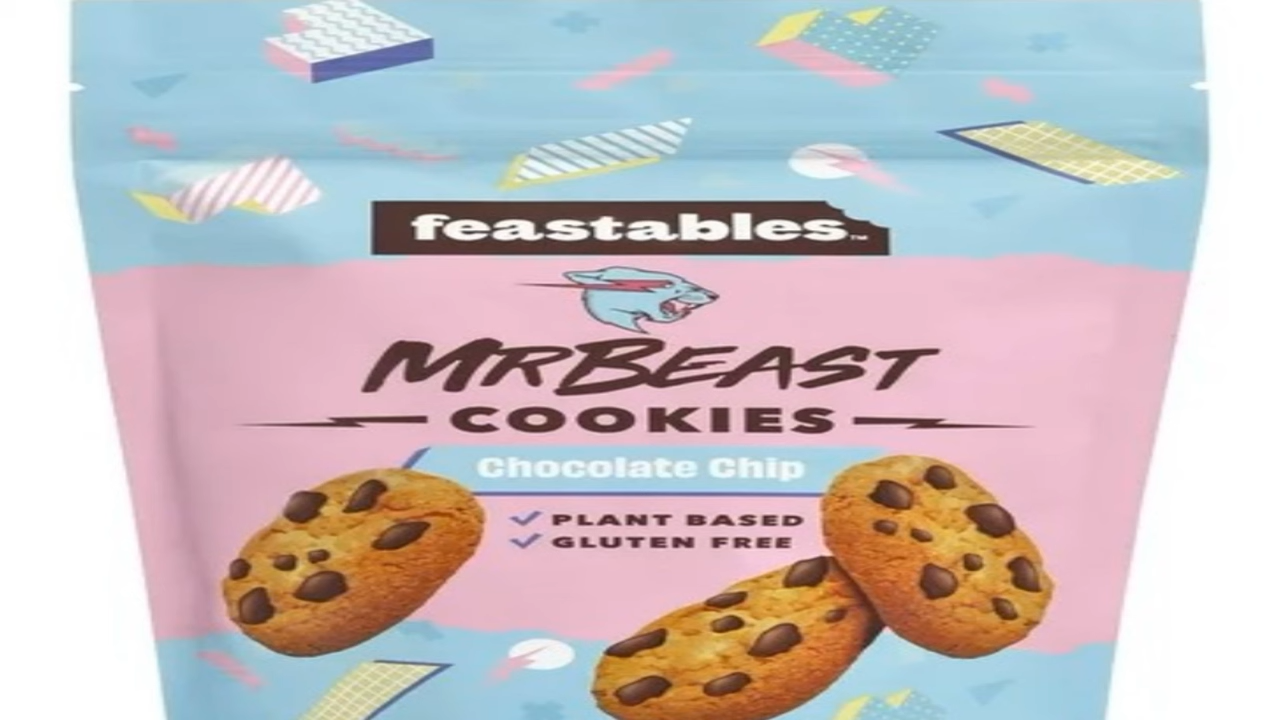 feastables™
MRBEAST
COOKIES
Chocolate Chip
✓ PLANT BASED
✓ GLUTEN FREE